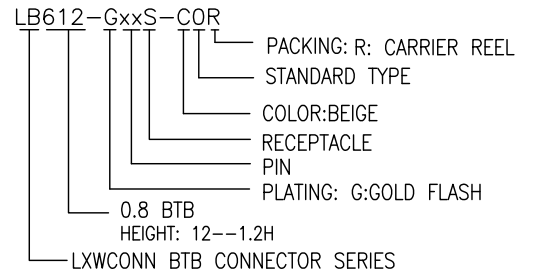 LB612-GxxS-C0R
PACKING: R: CARRIER REEL
STANDARD TYPE
COLOR:BEIGE
RECEPTACLE
PIN
PLATING: G:GOLD FLASH
0.8 BTB
HEIGHT: 12--1.2H
LXWCONN BTB CONNECTOR SERIES